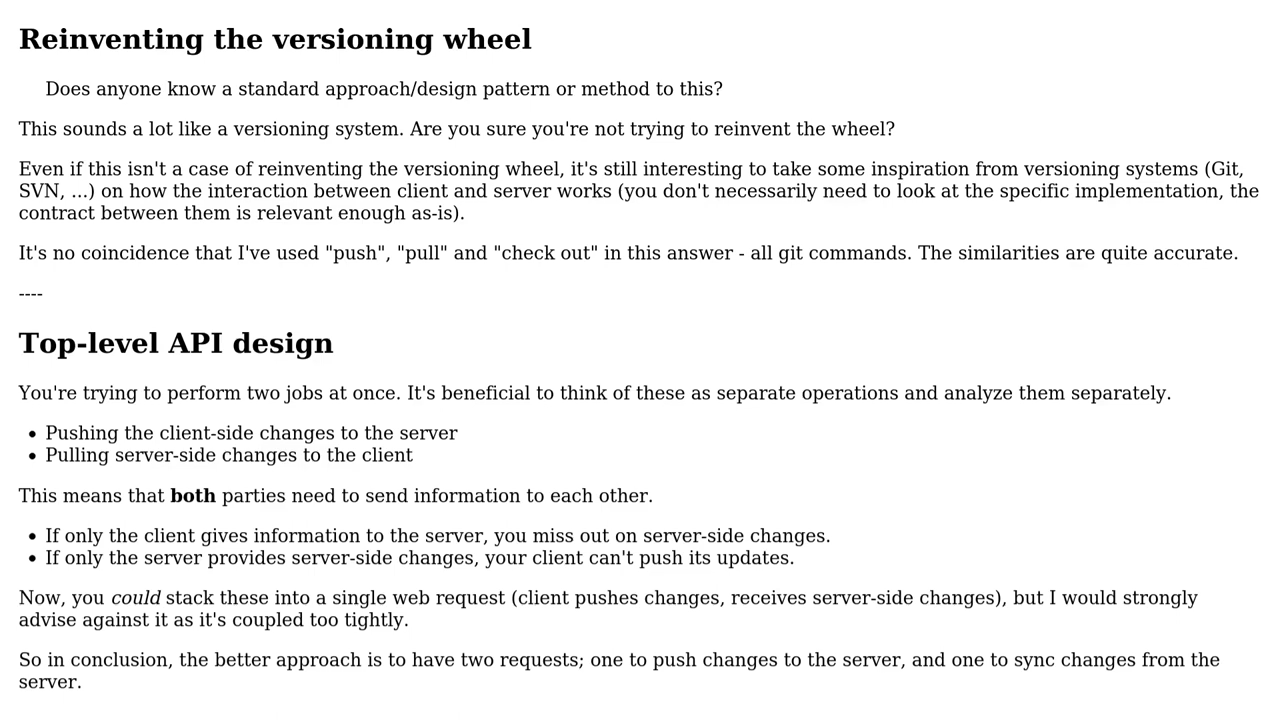 Reinventing the versioning wheel
Does anyone know a standard approach/design pattern or method to this?
This sounds a lot like a versioning system. Are you sure you're not trying to reinvent the wheel?
Even if this isn't a case of reinventing the versioning wheel, it's still interesting to take some inspiration from versioning systems (Git,
SVN, ...) on how the interaction between client and server works (you don't necessarily need to look at the specific implementation, the
contract between them is relevant enough as-is).
It's no coincidence that I've used "push", "pull" and "check out" in this answer - all git commands. The similarities are quite accurate.
----
Top-level API design
You're trying to perform two jobs at once. It's beneficial to think of these as separate operations and analyze them separately.
• Pushing the client-side changes to the server
• Pulling server-side changes to the client
This means that both parties need to send information to each other.
• If only the client gives information to the server, you miss out on server-side changes.
• If only the server provides server-side changes, your client can't push its updates.
Now, you could stack these into a single web request (client pushes changes, receives server-side changes), but I would strongly
advise against it as it's coupled too tightly.
So in conclusion, the better approach is to have two requests; one to push changes to the server, and one to sync changes from the
server.